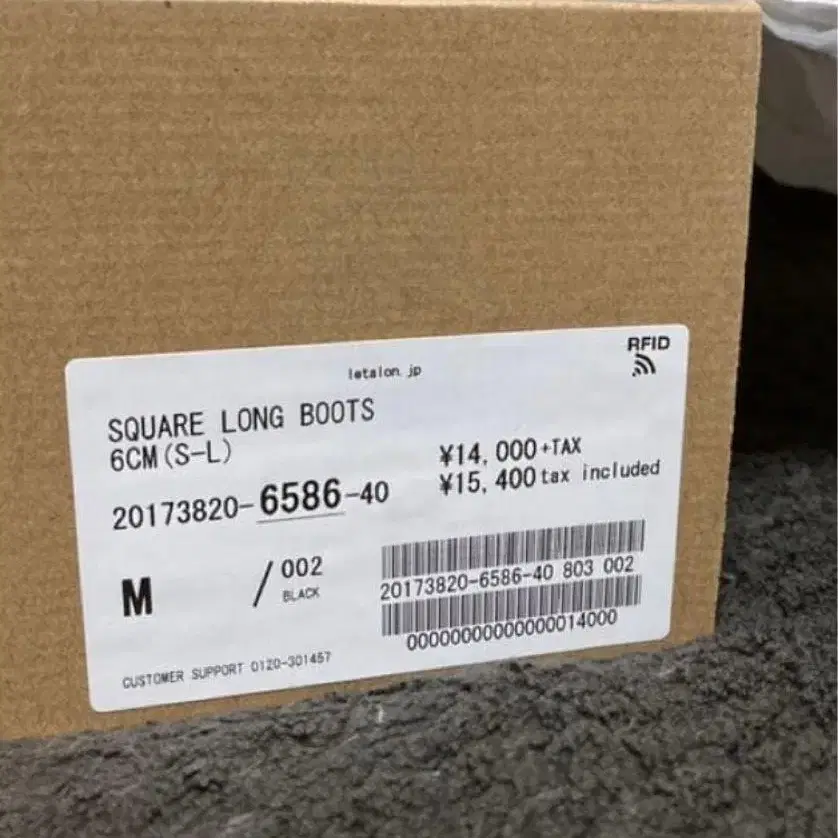 RFID
letalon.jp
SQUARE LONG BOOTS
6CM(S-L)
¥14,000+TAX
¥15,400 tax included
20173820-6586-40
M / 002
BLACK
20173820-6586-40 803 002
00000000000000014000
CUSTOMER SUPPORT 0120-301457